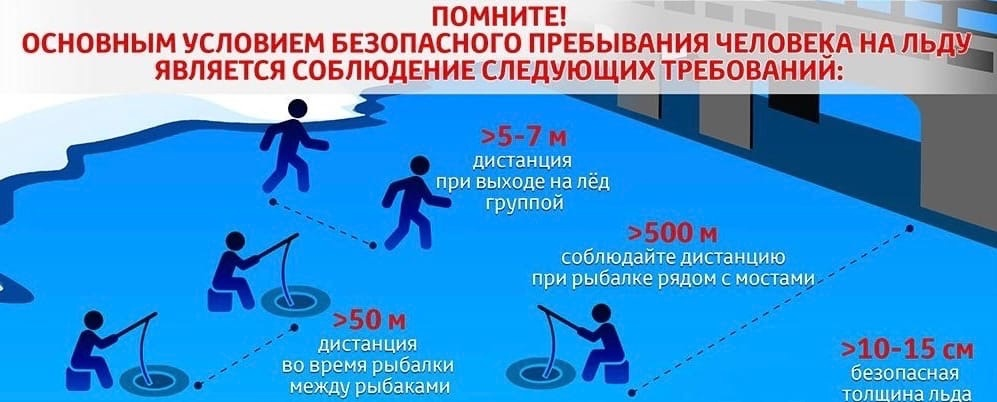 ПОМНИТЕ!
ОСНОВНЫМ УСЛОВИЕМ БЕЗОПАСНОГО ПРЕБЫВАНИЯ ЧЕЛОВЕКА НА ЛЬДУ
ЯВЛЯЕТСЯ СОБЛЮДЕНИЕ СЛЕДУЮЩИХ ТРЕБОВАНИЙ:
>5-7 м
дистанция
при выходе на лёд
группой
>500 м
соблюдайте дистанцию
при рыбалке рядом с мостами
>50 м
дистанция
во время рыбалки
между рыбаками
>10-15 см
безопасная
толщина льда